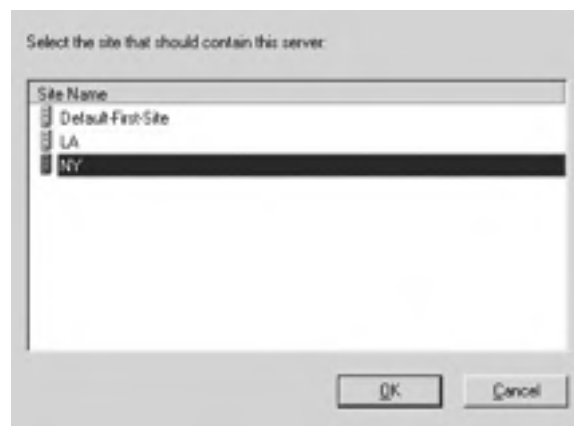 Select the site that should contain this server:
Site Name
Default-First-Site
LA
NY
OK
Cancel